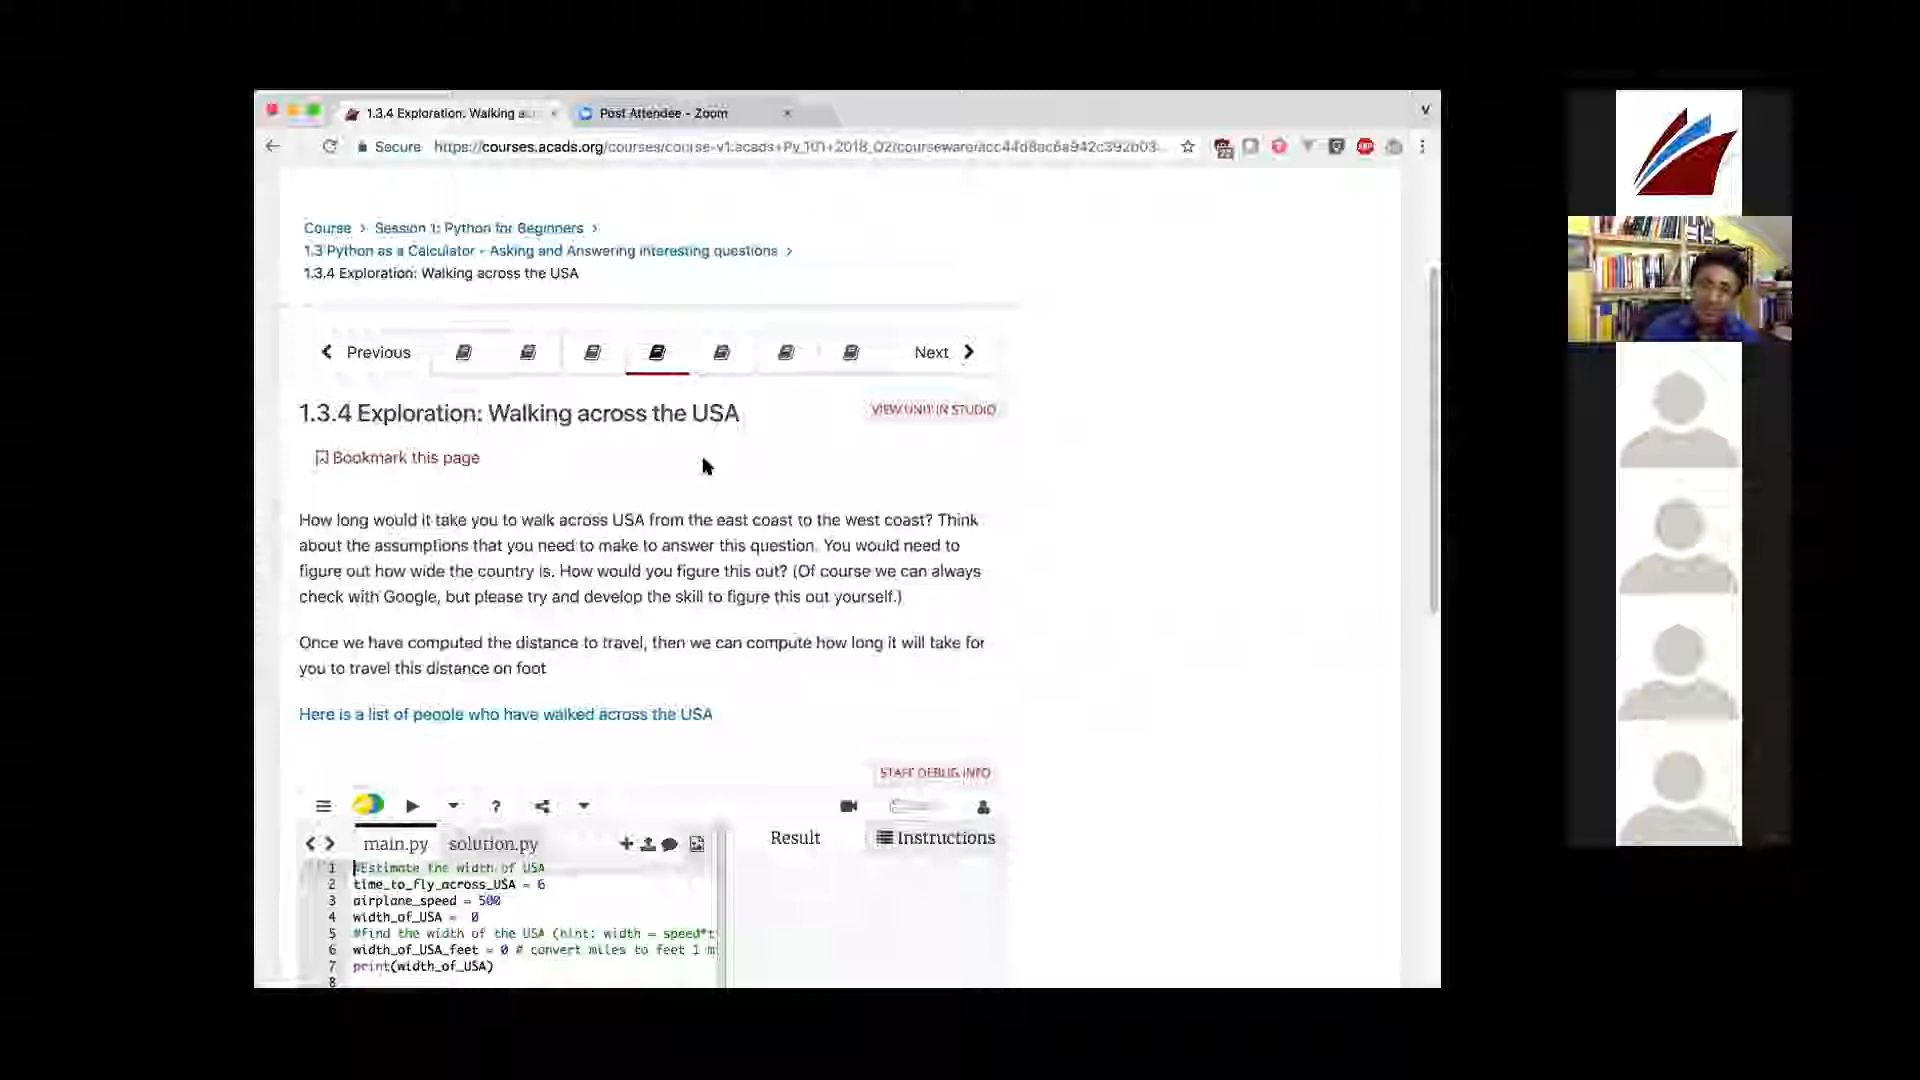 1.3.4 Exploration: Walking ac
Post Attendee - Zoom
Secure
https://courses.acads.org/courses/course-v1:acads+Py_101+2018_Q2/courseware/acc44d8ac6a942c392b03...
ABP
Course > Session 1: Python for Beginners >
1.3 Python as a Calculator - Asking and Answering interesting questions >
1.3.4 Exploration: Walking across the USA
Previous
Next
1.3.4 Exploration: Walking across the USA
VIEW UNIT IN STUDIO
Bookmark this page
How long would it take you to walk across USA from the east coast to the west coast? Think
about the assumptions that you need to make to answer this question. You would need to
figure out how wide the country is. How would you figure this out? (Of course we can always
check with Google, but please try and develop the skill to figure this out yourself.)
Once we have computed the distance to travel, then we can compute how long it will take for
you to travel this distance on foot
Here is a list of people who have walked across the USA
STAFF DEBUG INFO
?
main.py solution.py
Result
Instructions
1 #Estimate the width of USA
2 time_to_fly_across_USA = 6
3 airplane_speed = 500
4 width_of_USA = 0
5 #Find the width of the USA (hint: width = speed*t
6 width_of_USA_feet = 0 # convert miles to feet 1 m
7 print(width_of_USA)
8